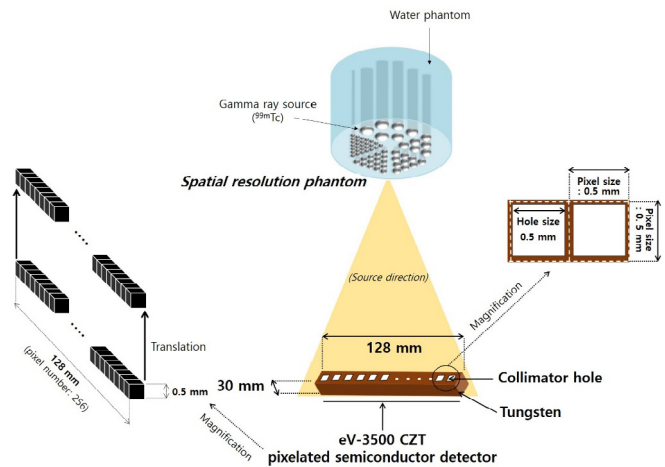 Water phantom
Gamma ray source
(⁹⁹ᵐTc)
Spatial resolution phantom
Pixel size
: 0.5 mm
Hole size
0.5 mm
Pixel size
: 0.5 mm
(Source direction)
Magnification
Translation
128 mm
(pixel number: 256)
0.5 mm
128 mm
30 mm
Collimator hole
Tungsten
Magnification
eV-3500 CZT
pixelated semiconductor detector